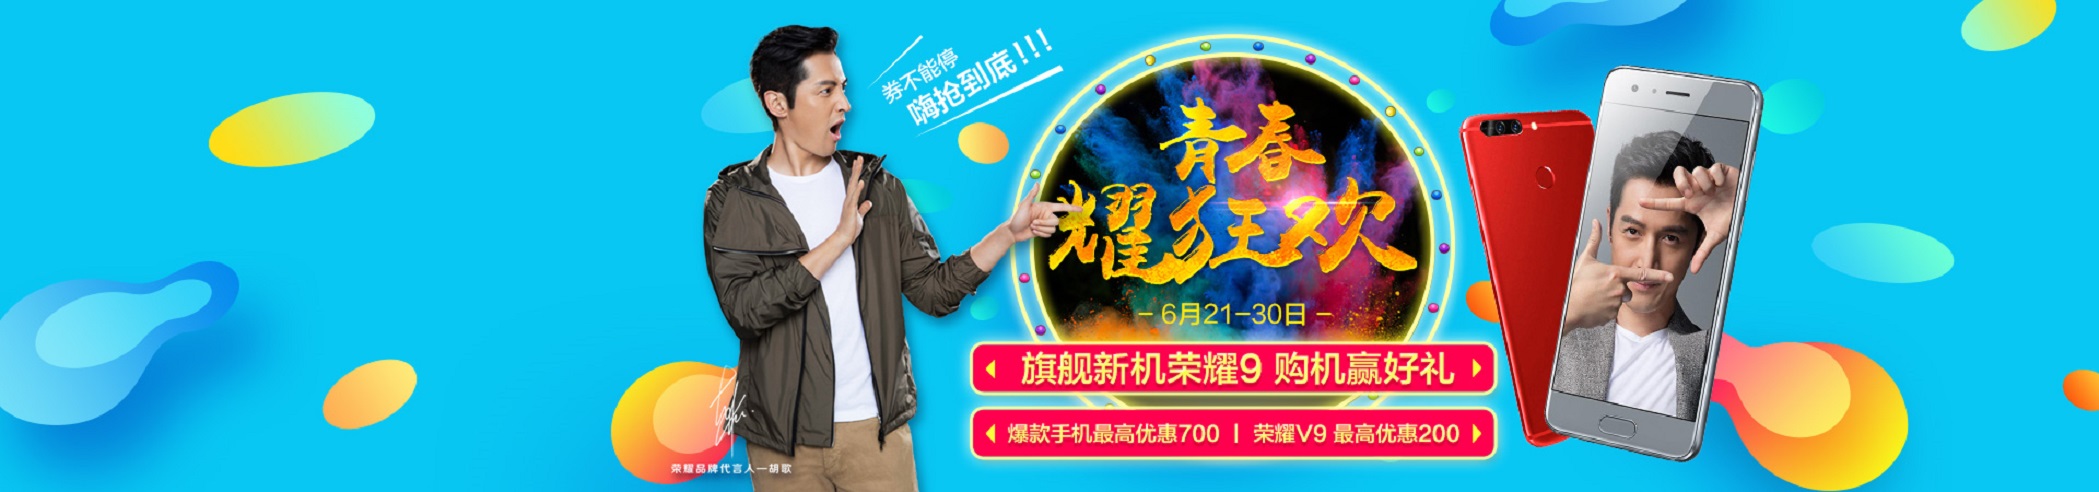 券不能停
嗨抢到底!!!
青春
耀狂欢
- 6月21-30日 -
旗舰新机荣耀9 购机赢好礼
爆款手机最高优惠700 | 荣耀V9 最高优惠200
荣耀品牌代言人—胡歌